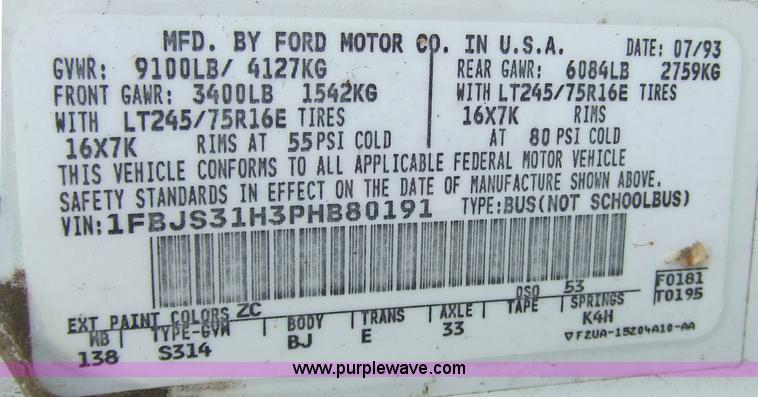 MFD. BY FORD MOTOR CO. IN U.S.A. DATE: 07/93
GVWR: 9100LB/ 4127KG REAR GAWR: 6084LB 2759KG
FRONT GAWR: 3400LB 1542KG WITH LT245/75R16E TIRES
WITH LT245/75R16E TIRES 16X7K RIMS
16X7K RIMS AT 55 PSI COLD AT 80 PSI COLD
THIS VEHICLE CONFORMS TO ALL APPLICABLE FEDERAL MOTOR VEHICLE
SAFETY STANDARDS IN EFFECT ON THE DATE OF MANUFACTURE SHOWN ABOVE.
VIN: 1FBJS31H3PHB80191 TYPE: BUS(NOT SCHOOLBUS)
F0181
T0195
EXT PAINT COLORS ZC DSO 53
WB TYPE-GVM BODY TRANS AXLE TAPE SPRINGS
138 S314 BJ E 33 K4H
▽F2UA-15204A10-AA
www.purplewave.com